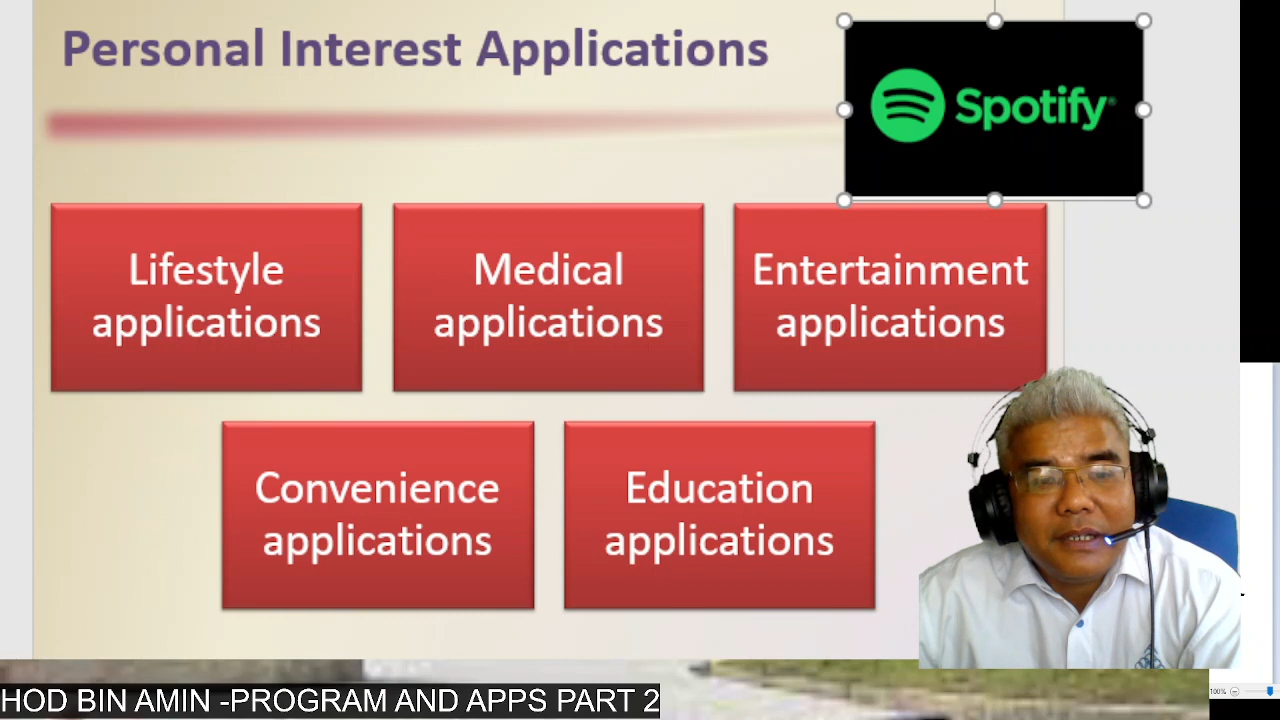 Personal Interest Applications
Spotify®
Lifestyle
applications
Medical
applications
Entertainment
applications
Convenience
applications
Education
applications
HOD BIN AMIN -PROGRAM AND APPS PART 2
100%